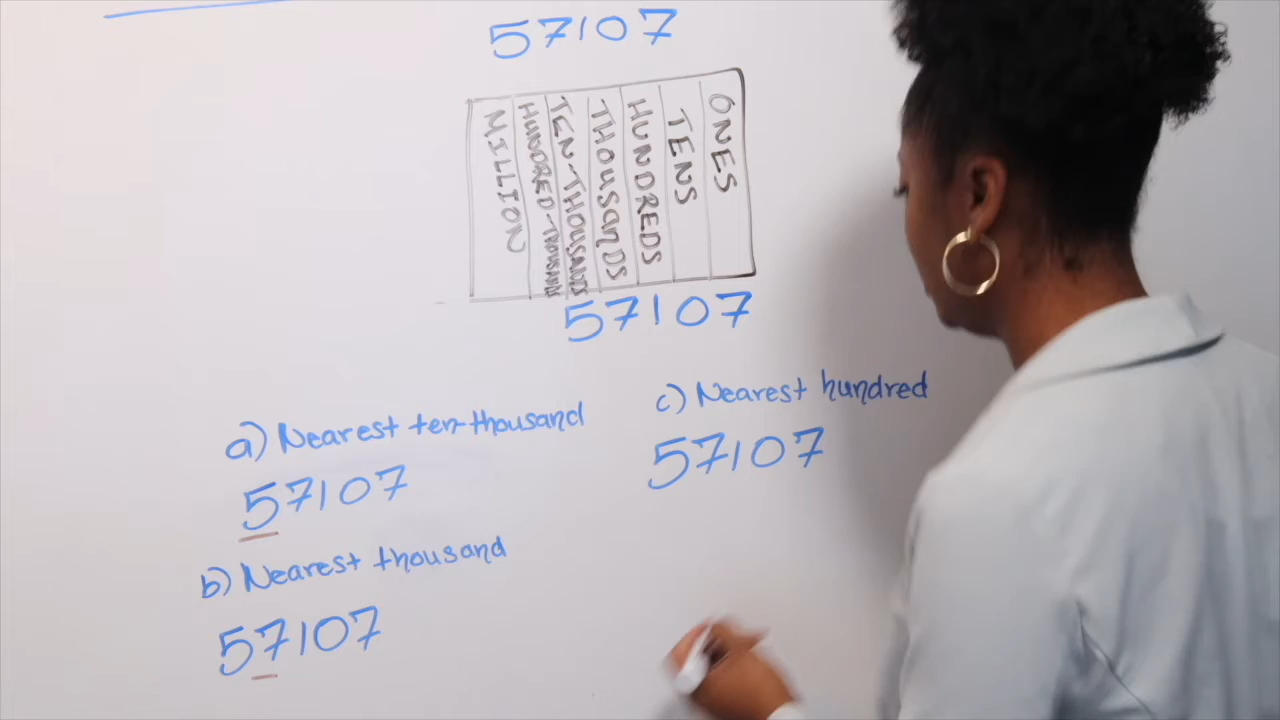 57107
MILLION
HUNDRED-THOUSANDS
TEN-THOUSANDS
THOUSANDS
HUNDREDS
TENS
ONES
57107
a) Nearest ten-thousand
57107
b) Nearest thousand
57107
c) Nearest hundred
57107